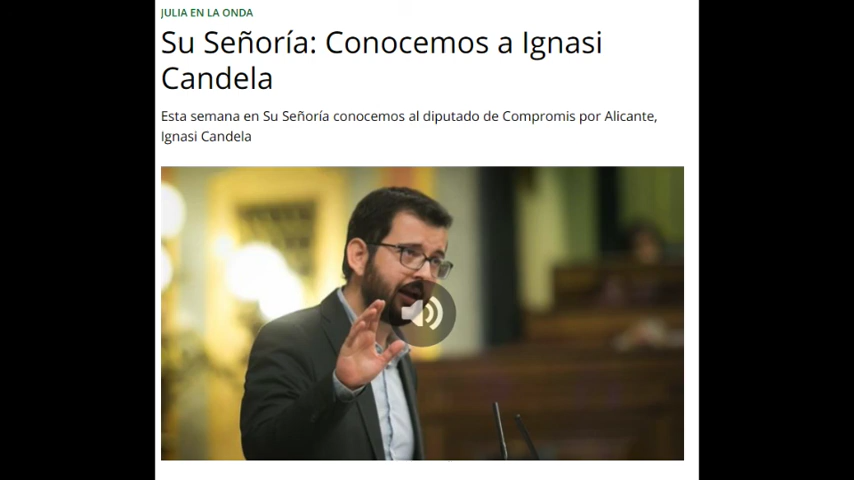 JULIA EN LA ONDA
Su Señoría: Conocemos a Ignasi
Candela
Esta semana en Su Señoría conocemos al diputado de Compromis por Alicante,
Ignasi Candela